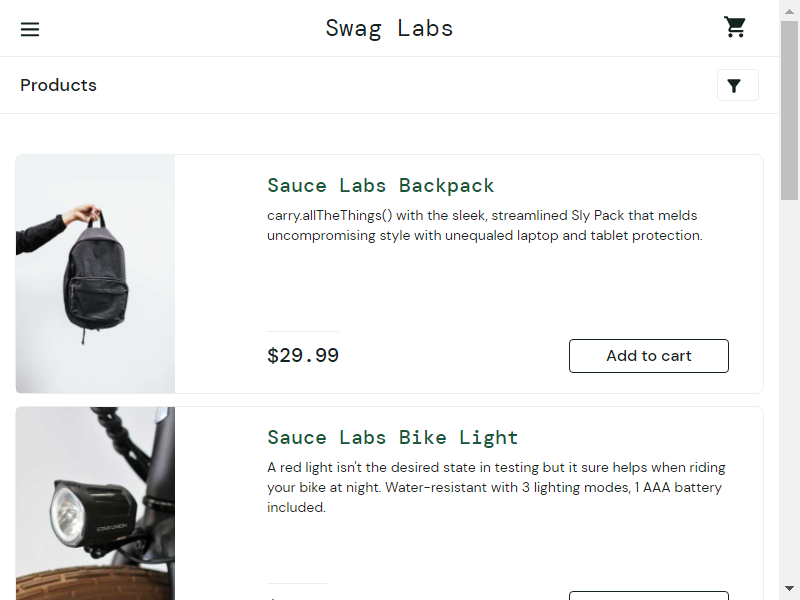 Swag Labs
Products
Sauce Labs Backpack
carry.allTheThings() with the sleek, streamlined Sly Pack that melds
uncompromising style with unequaled laptop and tablet protection.
$29.99
Add to cart
Sauce Labs Bike Light
A red light isn't the desired state in testing but it sure helps when riding
your bike at night. Water-resistant with 3 lighting modes, 1 AAA battery
included.